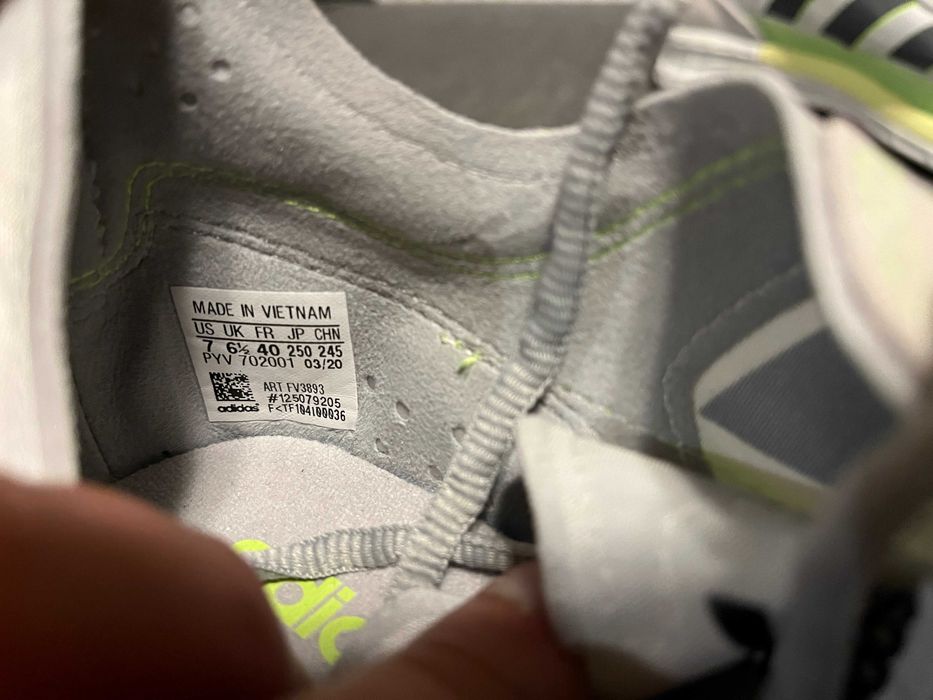 MADE IN VIETNAM
US UK FR JP CHN
7 6½ 40 250 245
PYV 702001 03/20
ART FV3893
#125079205
adidas F<TF104I00036